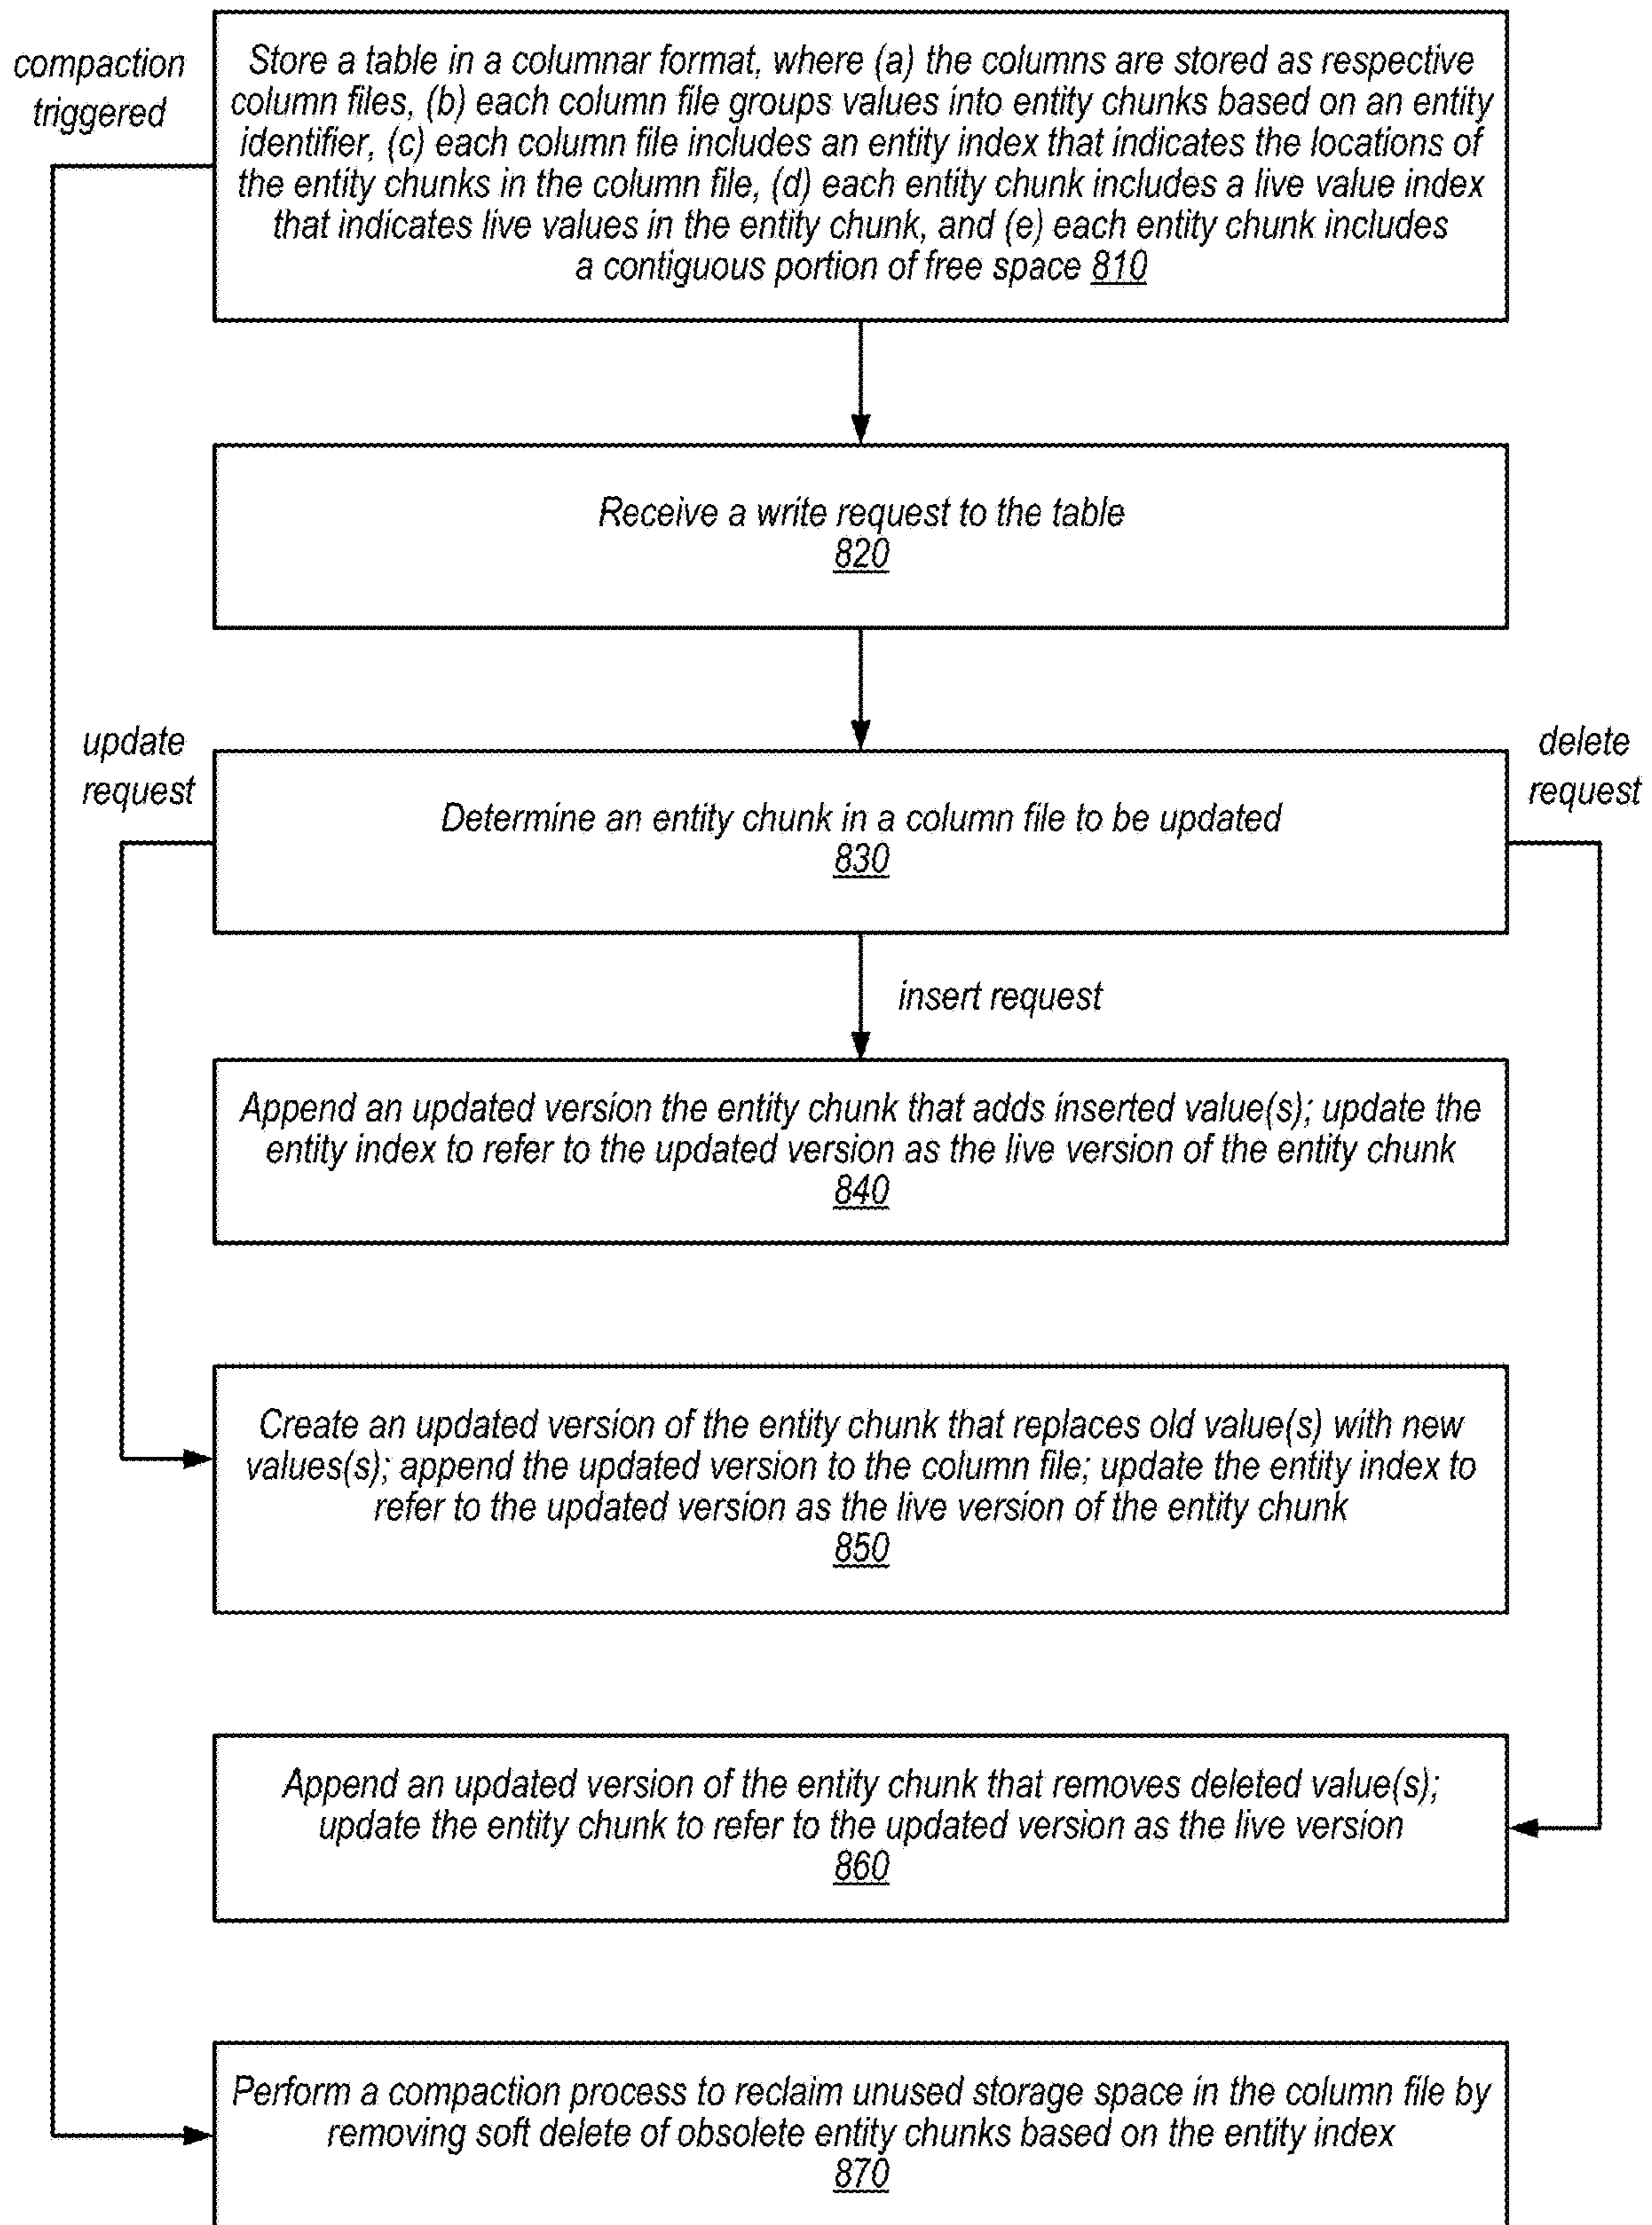 compaction
triggered
Store a table in a columnar format, where (a) the columns are stored as respective
column files, (b) each column file groups values into entity chunks based on an entity
identifier, (c) each column file includes an entity index that indicates the locations of
the entity chunks in the column file, (d) each entity chunk includes a live value index
that indicates live values in the entity chunk, and (e) each entity chunk includes
a contiguous portion of free space 810
Receive a write request to the table
820
update
request
delete
request
Determine an entity chunk in a column file to be updated
830
insert request
Append an updated version the entity chunk that adds inserted value(s); update the
entity index to refer to the updated version as the live version of the entity chunk
840
Create an updated version of the entity chunk that replaces old value(s) with new
values(s); append the updated version to the column file; update the entity index to
refer to the updated version as the live version of the entity chunk
850
Append an updated version of the entity chunk that removes deleted value(s);
update the entity chunk to refer to the updated version as the live version
860
Perform a compaction process to reclaim unused storage space in the column file by
removing soft delete of obsolete entity chunks based on the entity index
870